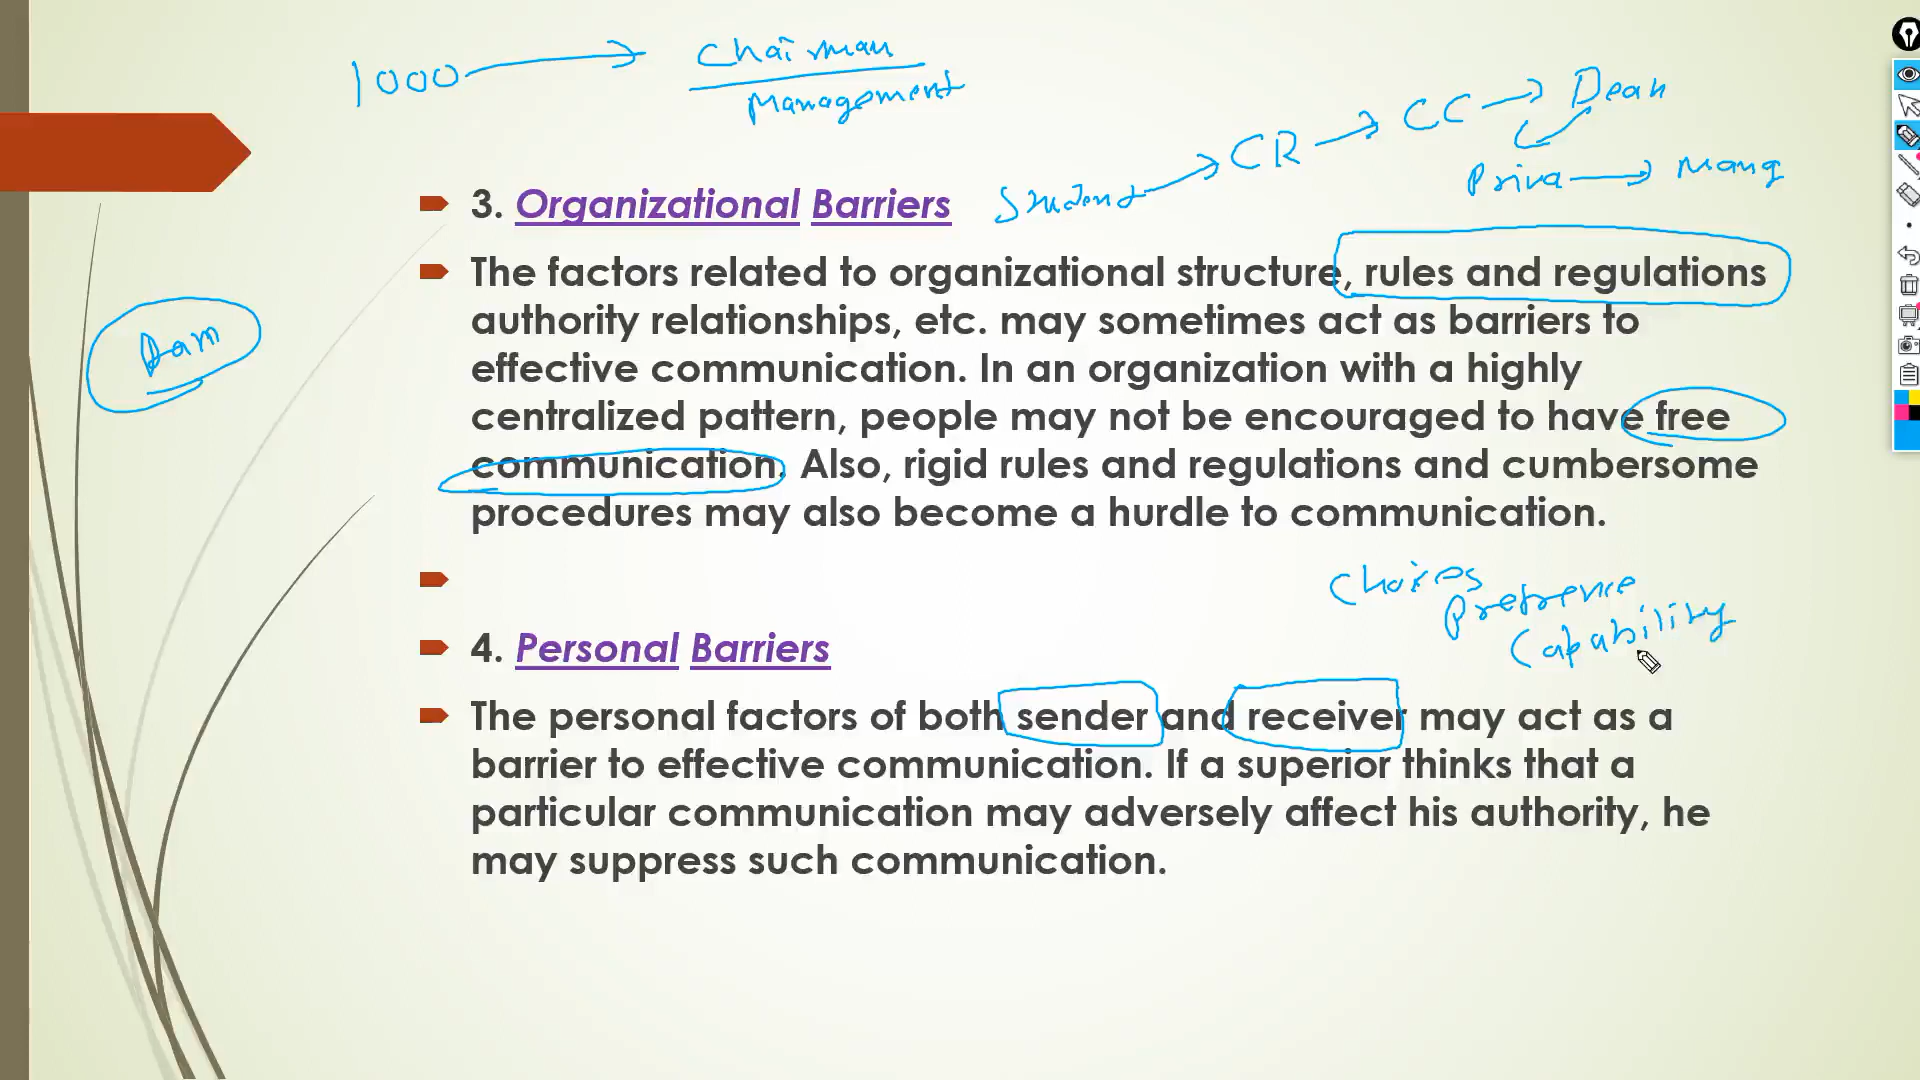 1000 → Chairman
Management
Student → CR → CC → Dean
→ Mang
3. Organizational Barriers
The factors related to organizational structure, rules and regulations
authority relationships, etc. may sometimes act as barriers to
effective communication. In an organization with a highly
centralized pattern, people may not be encouraged to have free
communication. Also, rigid rules and regulations and cumbersome
procedures may also become a hurdle to communication.
Choices
Prefrence
Capability
4. Personal Barriers
The personal factors of both sender and receiver may act as a
barrier to effective communication. If a superior thinks that a
particular communication may adversely affect his authority, he
may suppress such communication.